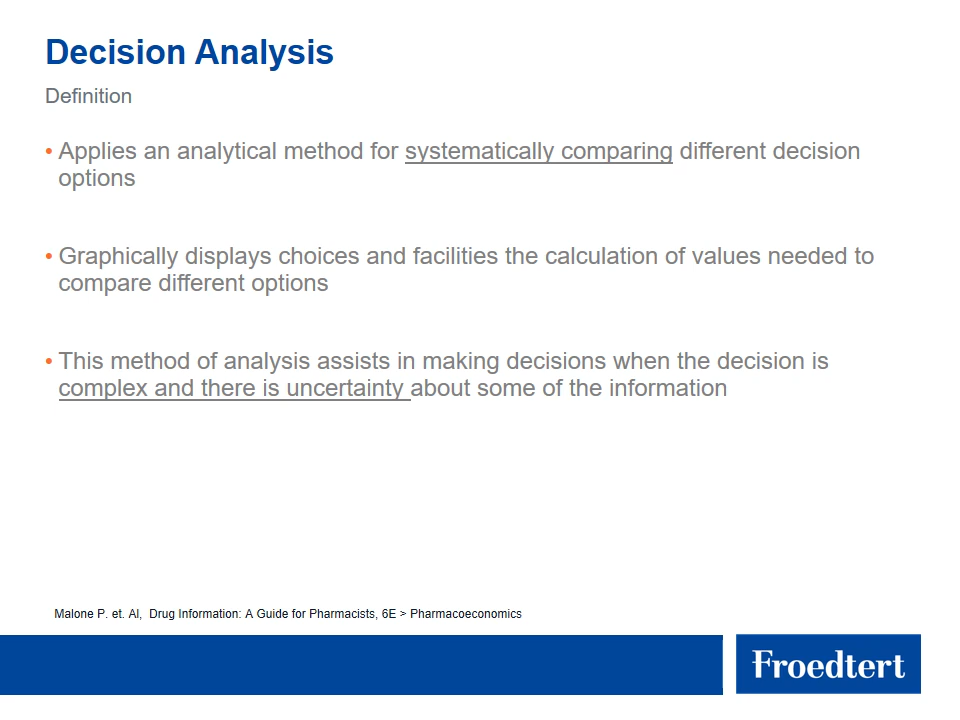 Decision Analysis
Definition
• Applies an analytical method for systematically comparing different decision
options
• Graphically displays choices and facilities the calculation of values needed to
compare different options
• This method of analysis assists in making decisions when the decision is
complex and there is uncertainty about some of the information
Malone P. et. Al, Drug Information: A Guide for Pharmacists, 6E > Pharmacoeconomics
Froedtert